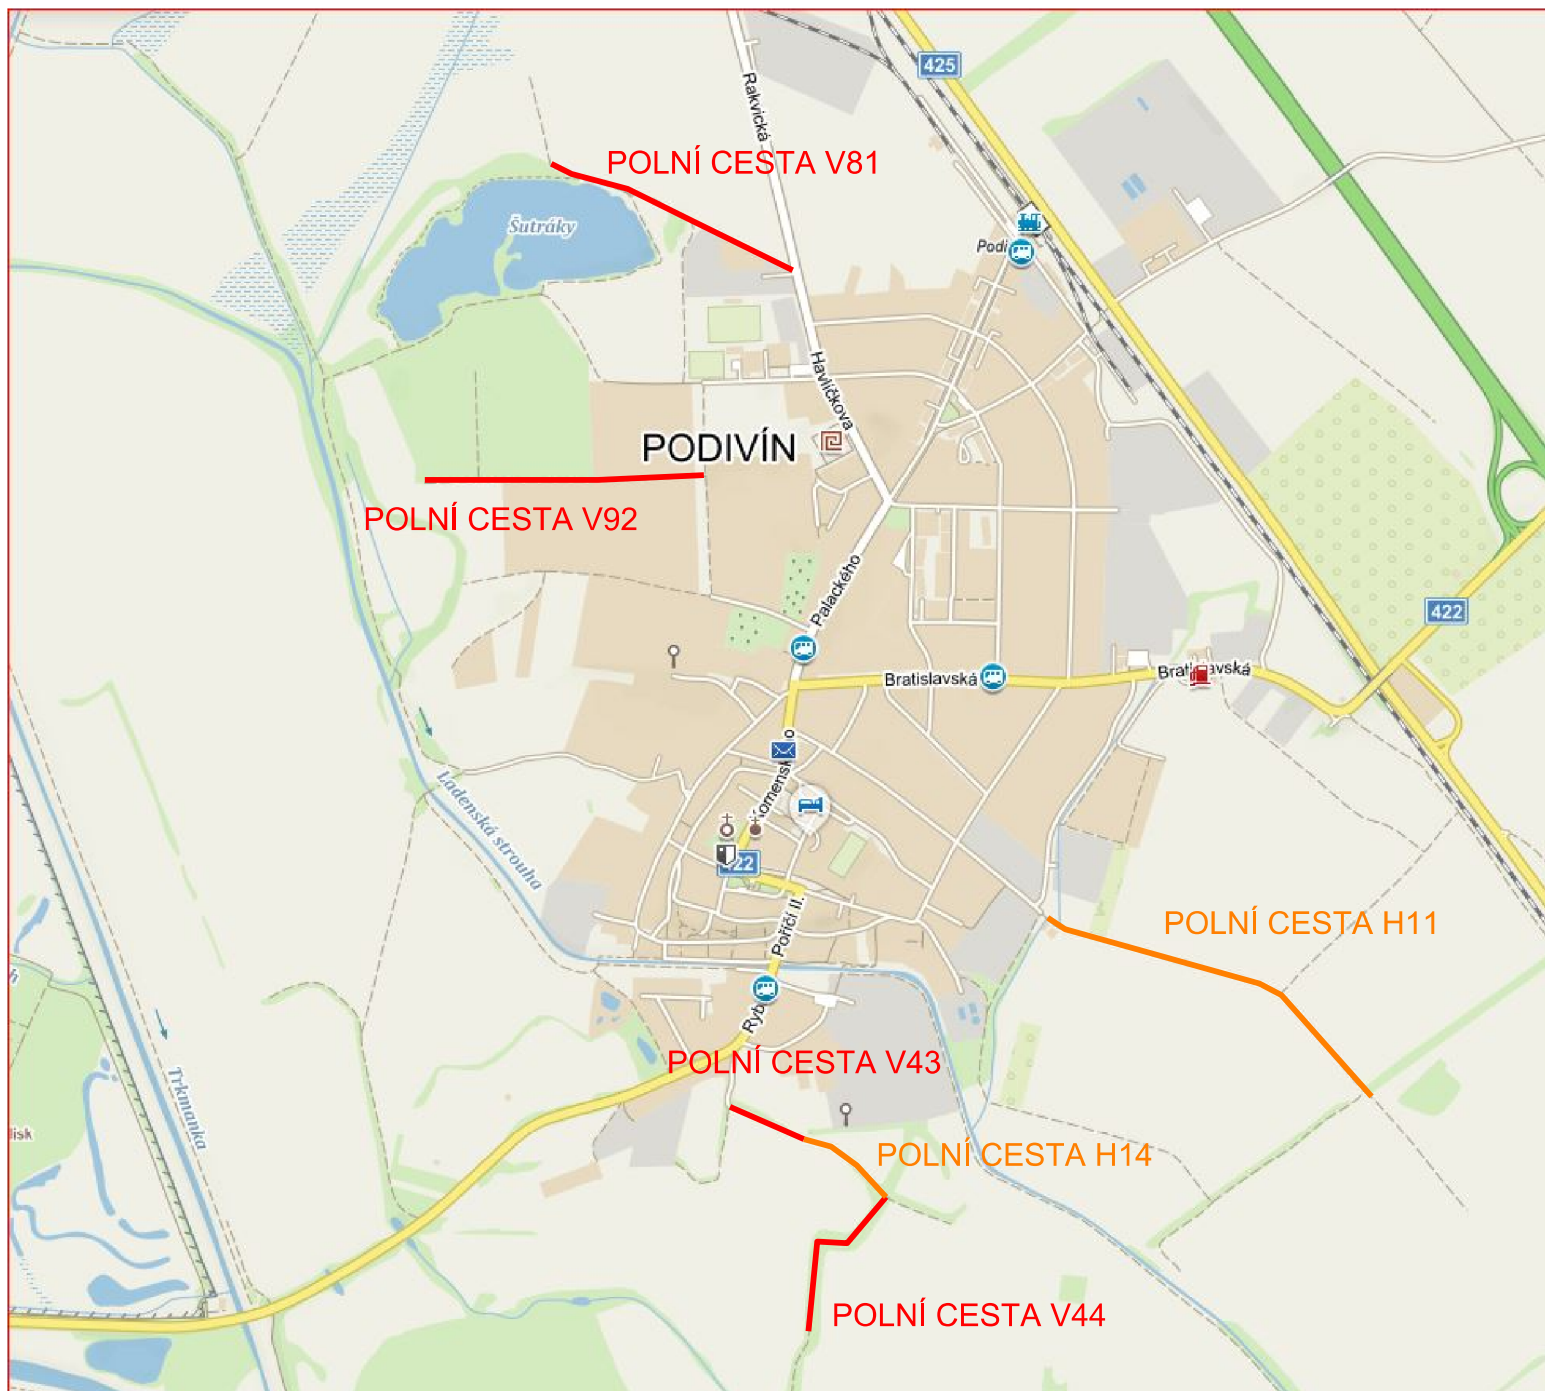 425
Rakvická
POLNÍ CESTA V81
Šutráky
Podi
Havlíčkova
PODIVÍN
POLNÍ CESTA V92
Palackého
422
Bratislavská
Bratislavská
Ladenská strouha
422
Poříčí II.
POLNÍ CESTA H11
POLNÍ CESTA V43
Trkmanka
POLNÍ CESTA H14
POLNÍ CESTA V44